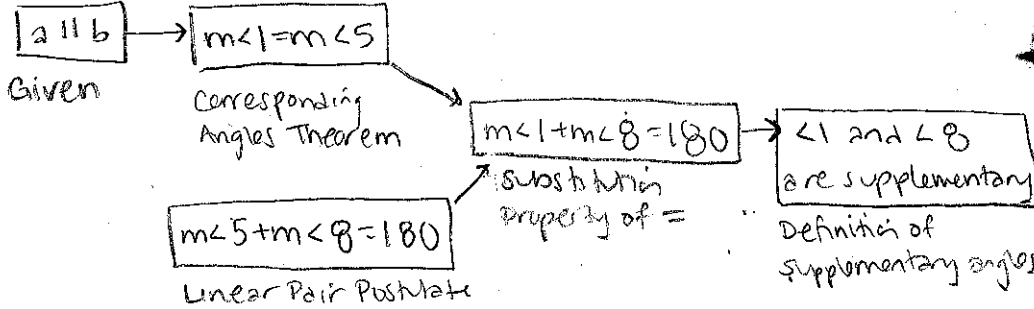 a || b
Given
m<1=m<5
Corresponding
Angles Theorem
m<5+m<8=180
Linear Pair Postulate
m<1+m<8=180
Substitution
Property of =
<1 and <8
are supplementary
Definition of
supplementary angles